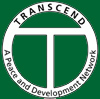 TRANSCEND
A Peace and Development Network